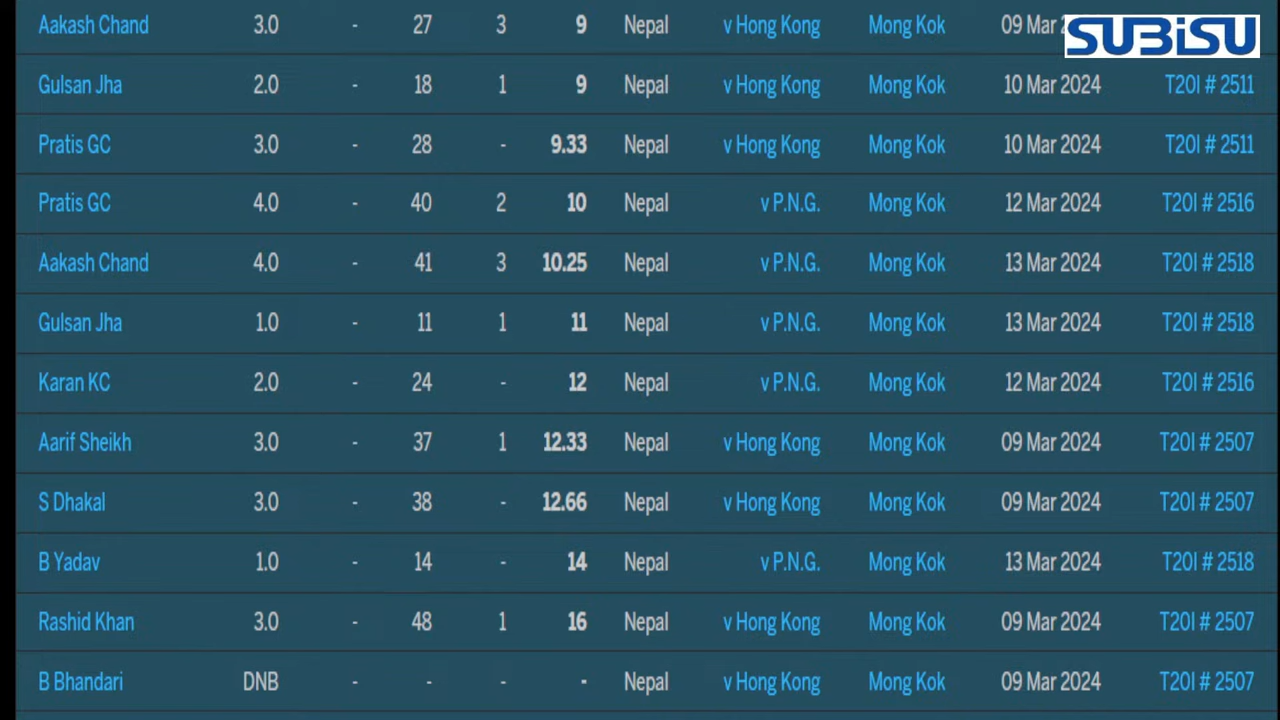 Aakash Chand 3.0 - 27 3 9 Nepal v Hong Kong Mong Kok 09 Mar
SUBiSU
Gulsan Jha 2.0 - 18 1 9 Nepal v Hong Kong Mong Kok 10 Mar 2024 T20I # 2511
Pratis GC 3.0 - 28 - 9.33 Nepal v Hong Kong Mong Kok 10 Mar 2024 T20I # 2511
Pratis GC 4.0 - 40 2 10 Nepal v P.N.G. Mong Kok 12 Mar 2024 T20I # 2516
Aakash Chand 4.0 - 41 3 10.25 Nepal v P.N.G. Mong Kok 13 Mar 2024 T20I # 2518
Gulsan Jha 1.0 - 11 1 11 Nepal v P.N.G. Mong Kok 13 Mar 2024 T20I # 2518
Karan KC 2.0 - 24 - 12 Nepal v P.N.G. Mong Kok 12 Mar 2024 T20I # 2516
Aarif Sheikh 3.0 - 37 1 12.33 Nepal v Hong Kong Mong Kok 09 Mar 2024 T20I # 2507
S Dhakal 3.0 - 38 - 12.66 Nepal v Hong Kong Mong Kok 09 Mar 2024 T20I # 2507
B Yadav 1.0 - 14 - 14 Nepal v P.N.G. Mong Kok 13 Mar 2024 T20I # 2518
Rashid Khan 3.0 - 48 1 16 Nepal v Hong Kong Mong Kok 09 Mar 2024 T20I # 2507
B Bhandari DNB - - - - Nepal v Hong Kong Mong Kok 09 Mar 2024 T20I # 2507